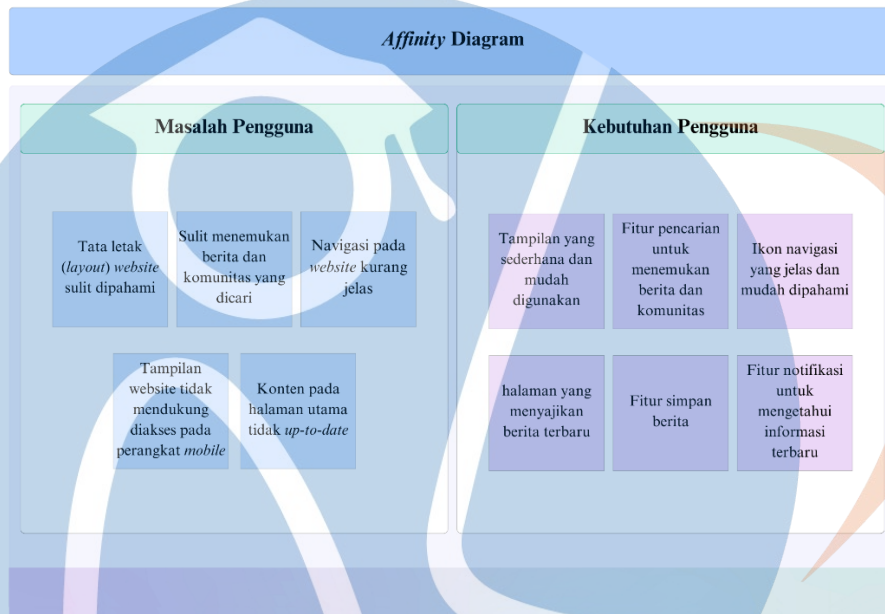 Affinity Diagram
Masalah Pengguna
Kebutuhan Pengguna
Tata letak
(layout) website
sulit dipahami
Sulit menemukan
berita dan
komunitas yang
dicari
Navigasi pada
website kurang
jelas
Tampilan yang
sederhana dan
mudah
digunakan
Fitur pencarian
untuk
menemukan
berita dan
komunitas
Ikon navigasi
yang jelas dan
mudah dipahami
Tampilan
website tidak
mendukung
diakses pada
perangkat mobile
Konten pada
halaman utama
tidak up-to-date
halaman yang
menyajikan
berita terbaru
Fitur simpan
berita
Fitur notifikasi
untuk
mengetahui
informasi
terbaru